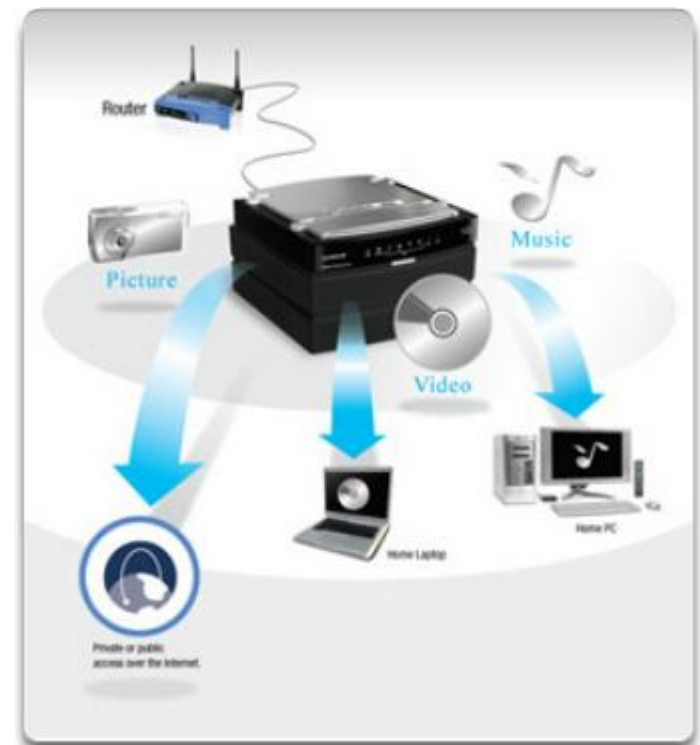 Router
Music
Picture
Video
Home PC
Home Laptop
Private or public
access over the Internet.